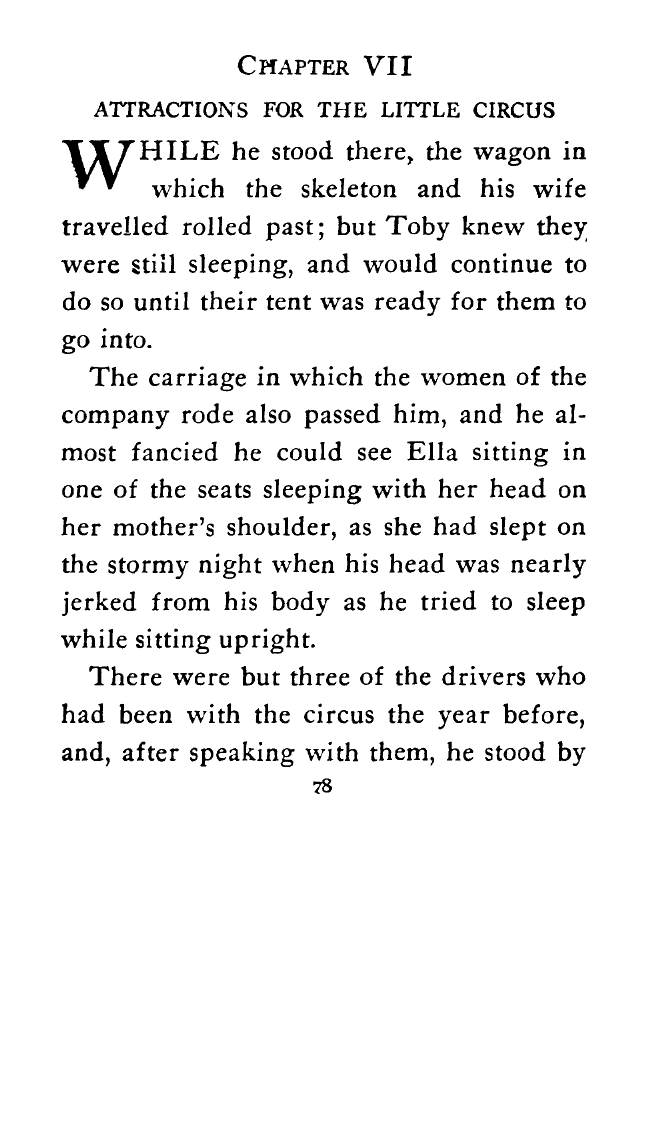 CHAPTER VII
ATTRACTIONS FOR THE LITTLE CIRCUS
WHILE he stood there, the wagon in
which the skeleton and his wife
travelled rolled past; but Toby knew they
were still sleeping, and would continue to
do so until their tent was ready for them to
go into.
The carriage in which the women of the
company rode also passed him, and he al-
most fancied he could see Ella sitting in
one of the seats sleeping with her head on
her mother's shoulder, as she had slept on
the stormy night when his head was nearly
jerked from his body as he tried to sleep
while sitting upright.
There were but three of the drivers who
had been with the circus the year before,
and, after speaking with them, he stood by
78